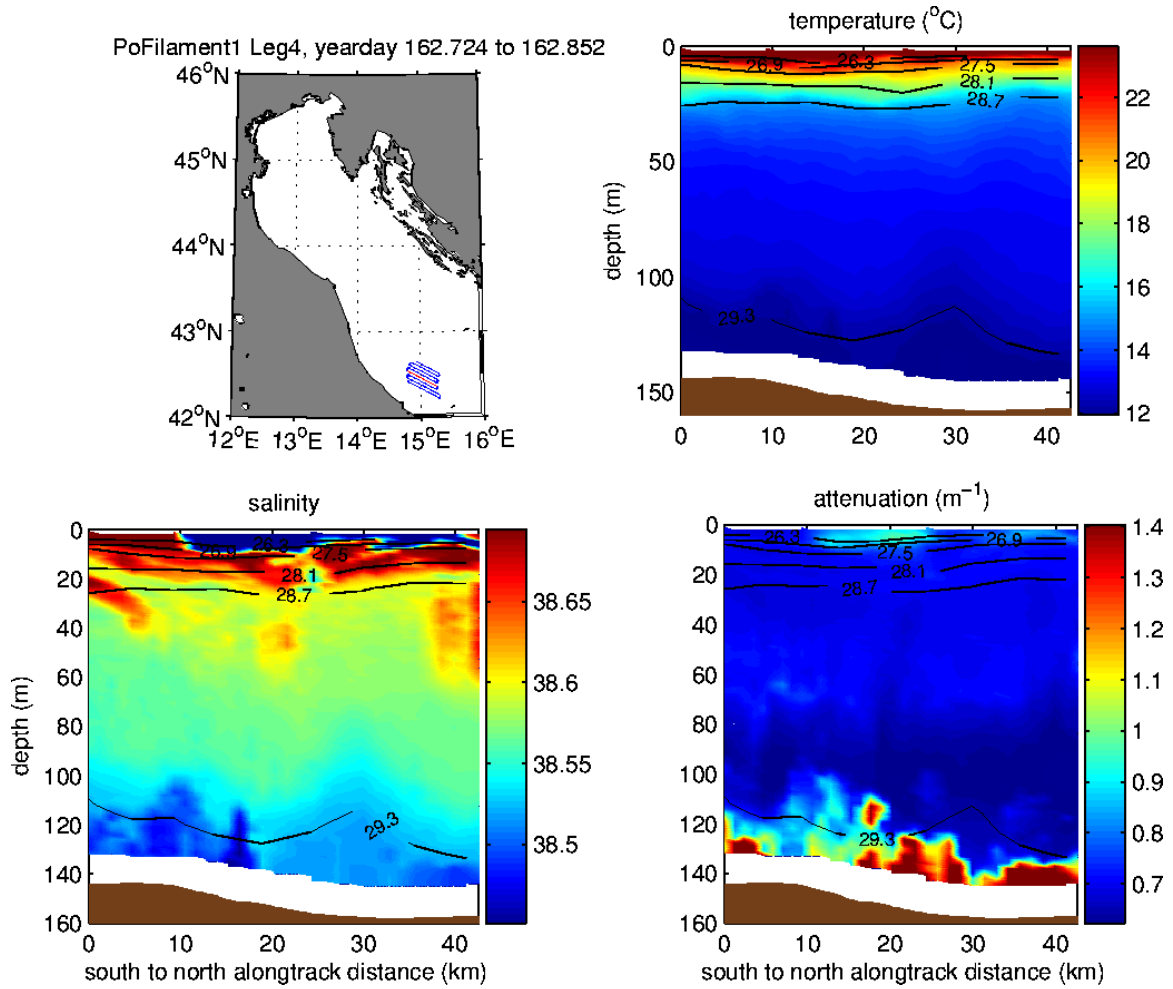 PoFilament1 Leg4, yearday 162.724 to 162.852
46°N
45°N
44°N
43°N
42°N
12°E 13°E 14°E 15°E 16°E
temperature (°C)
0
50
100
150
depth (m)
26.9 26.3 27.5
28.1
28.7
29.3
0 10 20 30 40
22
20
18
16
14
12
salinity
0
20
40
60
80
100
120
140
160
depth (m)
26.9 26.3 27.5
28.1
28.7
29.3
0 10 20 30 40
south to north alongtrack distance (km)
38.65
38.6
38.55
38.5
attenuation (m⁻¹)
0
20
40
60
80
100
120
140
160
26.3 27.5 26.9
28.1
28.7
29.3
0 10 20 30 40
south to north alongtrack distance (km)
1.4
1.3
1.2
1.1
1
0.9
0.8
0.7